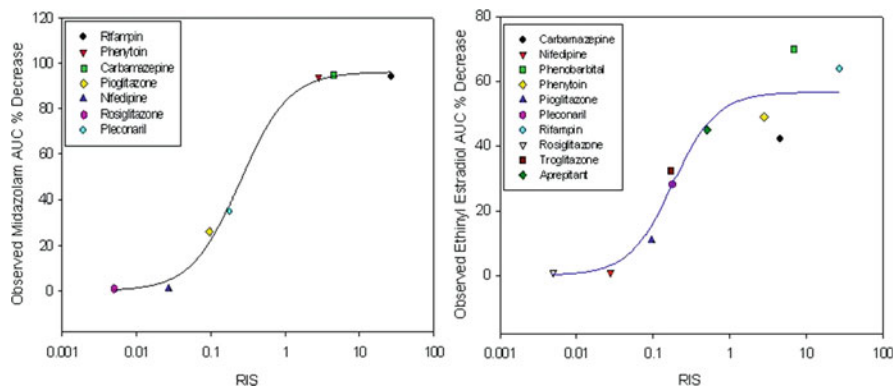 Observed Midazolam AUC % Decrease
120
100
80
60
40
20
0
-20
Rifampin
Phenytoin
Carbamazepine
Pioglitazone
Nifedipine
Rosiglitazone
Pleconaril
0.001 0.01 0.1 1 10 100
RIS
Observed Ethinyl Estradiol AUC % Decrease
80
60
40
20
0
Carbamazepine
Nifedipine
Phenobarbital
Phenytoin
Pioglitazone
Pleconaril
Rifampin
Rosiglitazone
Troglitazone
Aprepitant
0.001 0.01 0.1 1 10 100
RIS